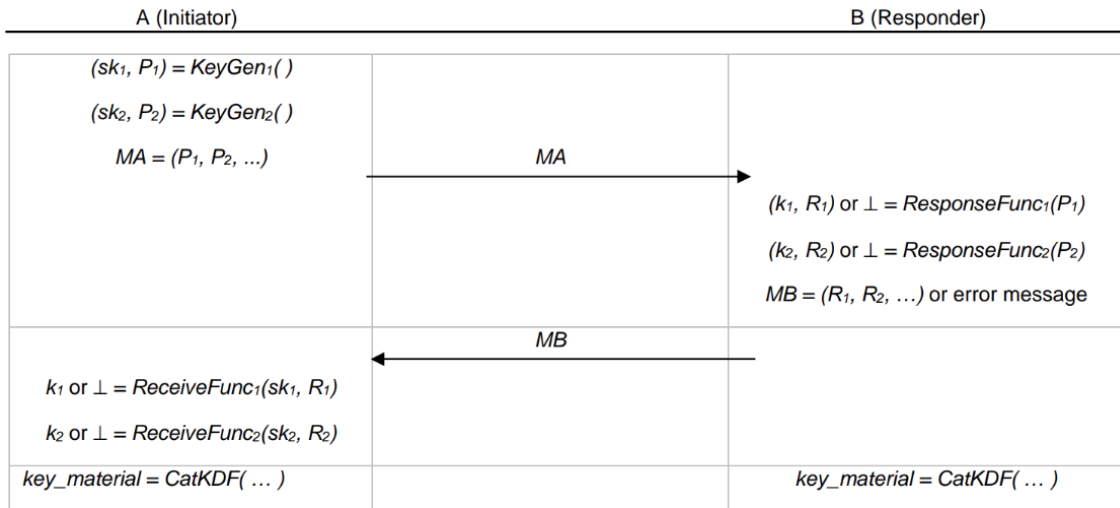 A (Initiator) B (Responder)
(sk₁, P₁) = KeyGen₁( )
(sk₂, P₂) = KeyGen₂( )
MA = (P₁, P₂, ...)
MA
(k₁, R₁) or ⊥ = ResponseFunc₁(P₁)
(k₂, R₂) or ⊥ = ResponseFunc₂(P₂)
MB = (R₁, R₂, …) or error message
MB
k₁ or ⊥ = ReceiveFunc₁(sk₁, R₁)
k₂ or ⊥ = ReceiveFunc₂(sk₂, R₂)
key_material = CatKDF( … ) key_material = CatKDF( … )